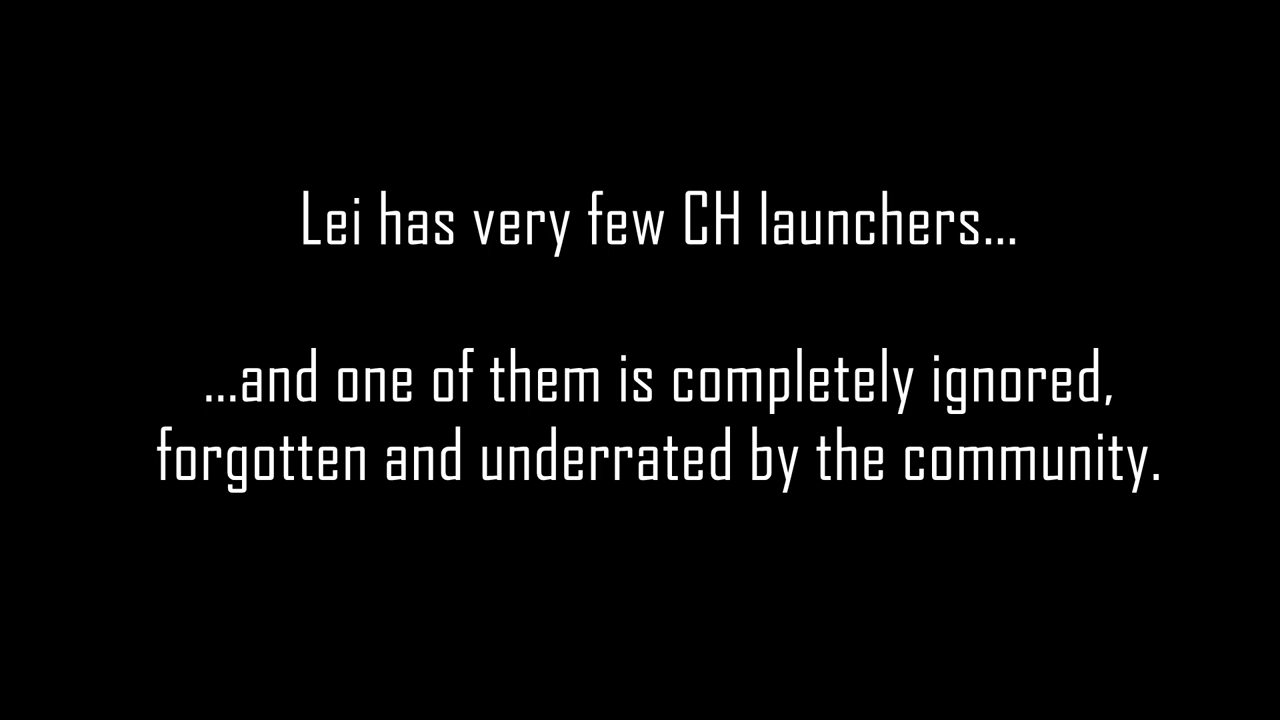 Lei has very few CH launchers...
...and one of them is completely ignored,
forgotten and underrated by the community.